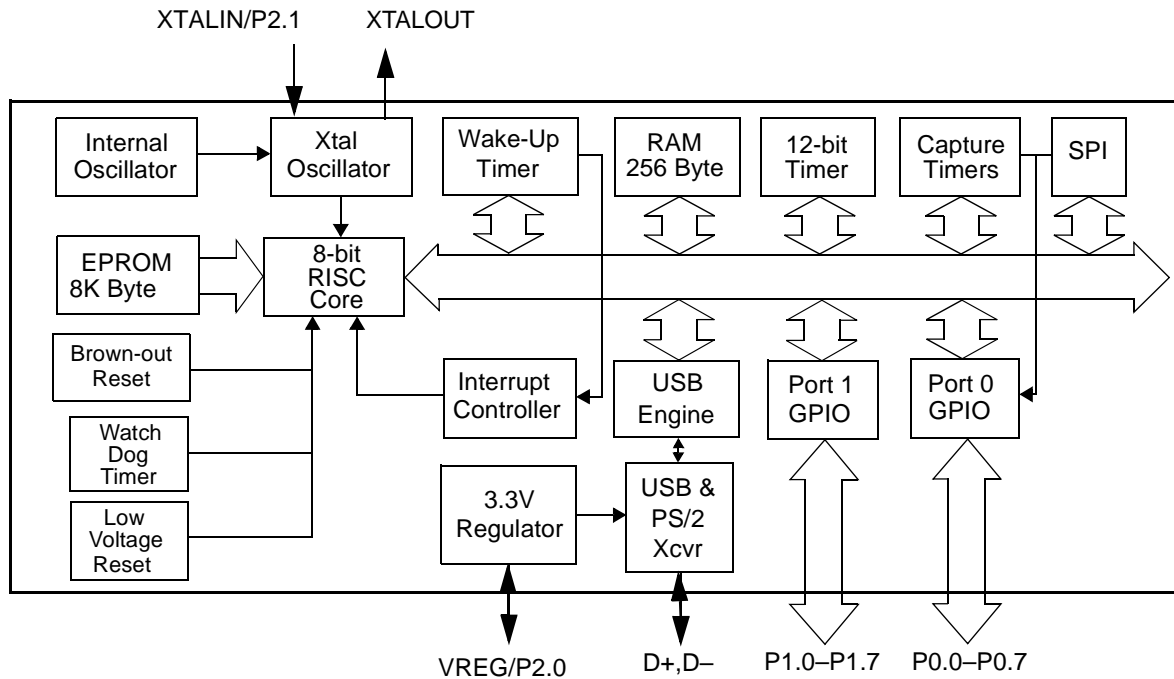 XTALIN/P2.1
XTALOUT
Internal
Oscillator
Xtal
Oscillator
Wake-Up
Timer
RAM
256 Byte
12-bit
Timer
Capture
Timers
SPI
EPROM
8K Byte
8-bit
RISC
Core
Brown-out
Reset
Interrupt
Controller
USB
Engine
Port 1
GPIO
Port 0
GPIO
Watch
Dog
Timer
Low
Voltage
Reset
3.3V
Regulator
USB &
PS/2
Xcvr
VREG/P2.0
D+,D–
P1.0–P1.7
P0.0–P0.7